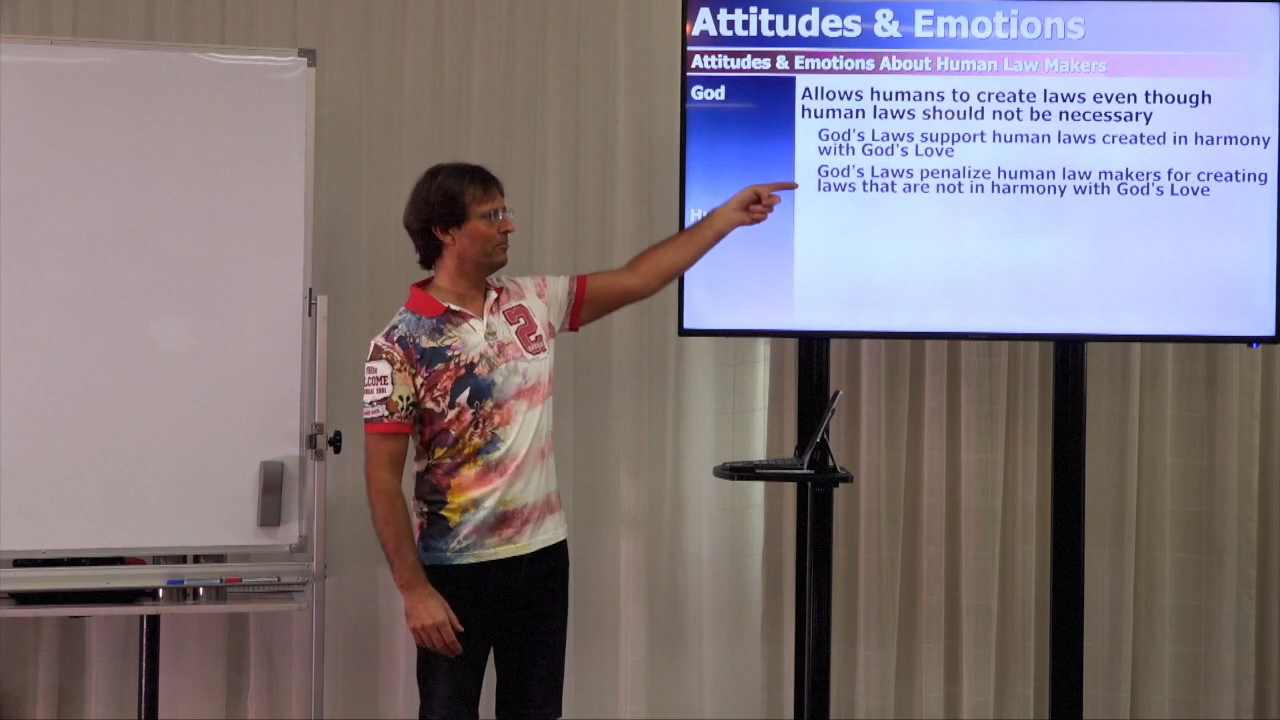 Attitudes & Emotions
Attitudes & Emotions About Human Law Makers
God
Allows humans to create laws even though
human laws should not be necessary
God's Laws support human laws created in harmony
with God's Love
God's Laws penalize human law makers for creating
laws that are not in harmony with God's Love
2
FRESH